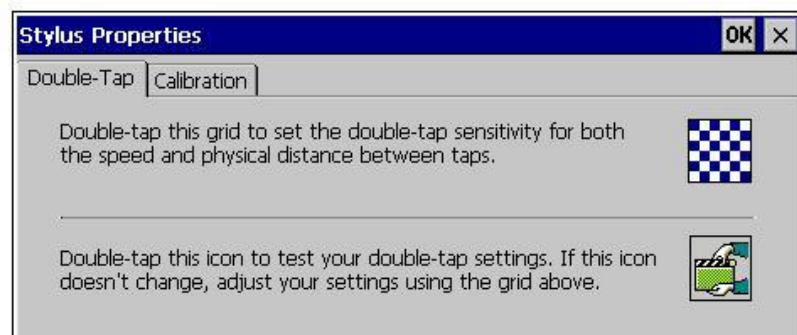 Stylus Properties OK ×
Double-Tap Calibration
Double-tap this grid to set the double-tap sensitivity for both
the speed and physical distance between taps.
Double-tap this icon to test your double-tap settings. If this icon
doesn't change, adjust your settings using the grid above.